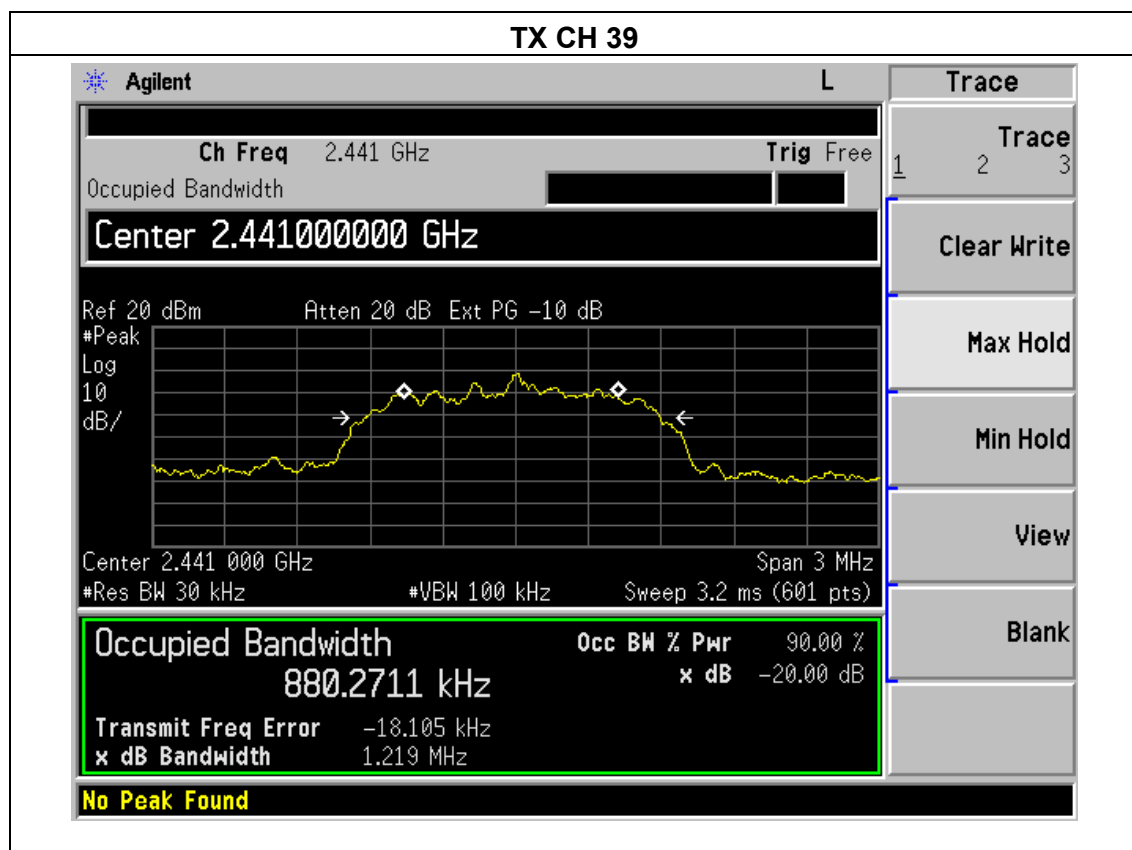 TX CH 39
Agilent L Trace
Ch Freq 2.441 GHz Trig Free
Occupied Bandwidth
Center 2.441000000 GHz
Ref 20 dBm Atten 20 dB Ext PG -10 dB
#Peak
Log
10
dB/
Center 2.441 000 GHz Span 3 MHz
#Res BW 30 kHz #VBW 100 kHz Sweep 3.2 ms (601 pts)
Occupied Bandwidth Occ BW % Pwr 90.00 %
880.2711 kHz x dB -20.00 dB
Transmit Freq Error -18.105 kHz
x dB Bandwidth 1.219 MHz
No Peak Found
Trace
1 2 3
Clear Write
Max Hold
Min Hold
View
Blank